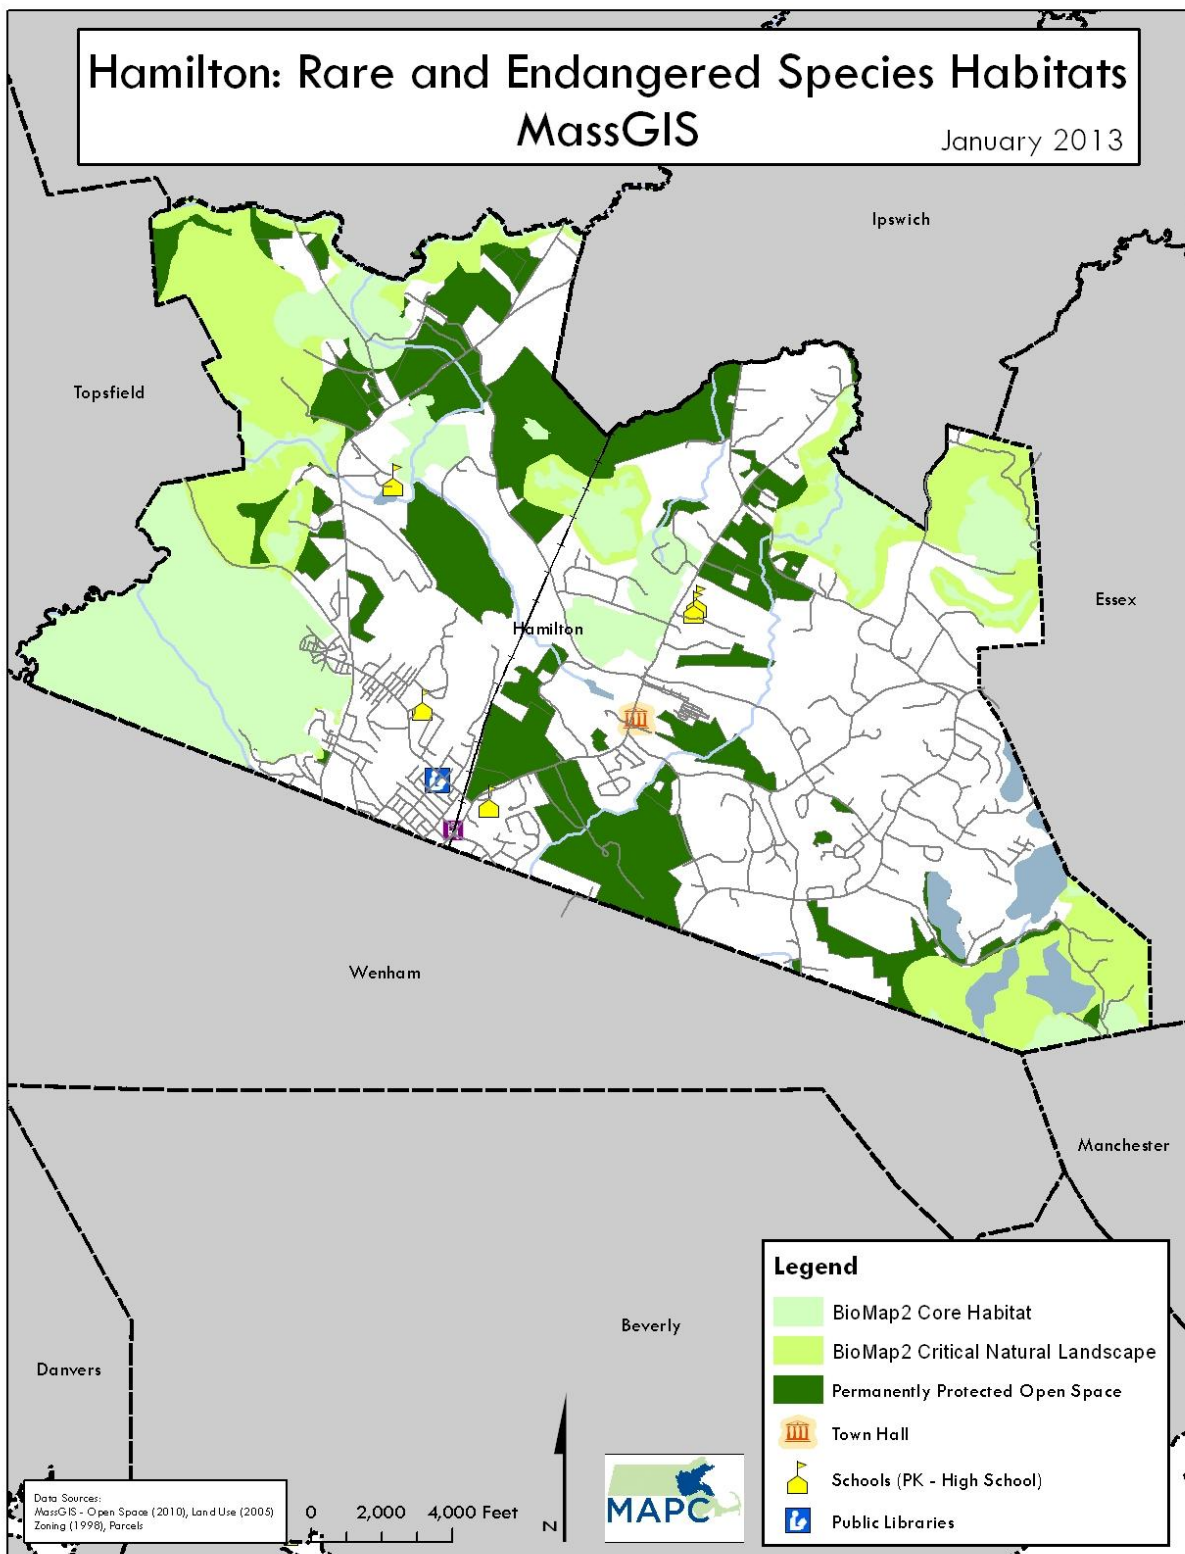 Hamilton: Rare and Endangered Species Habitats
MassGIS
January 2013
Ipswich
Topsfield
Essex
Hamilton
Wenham
Manchester
Beverly
Danvers
Legend
BioMap2 Core Habitat
BioMap2 Critical Natural Landscape
Permanently Protected Open Space
Town Hall
Schools (PK - High School)
Public Libraries
Data Sources:
MassGIS - Open Space (2010), Land Use (2005)
Zoning (1998), Parcels
0 2,000 4,000 Feet
N
MAPC